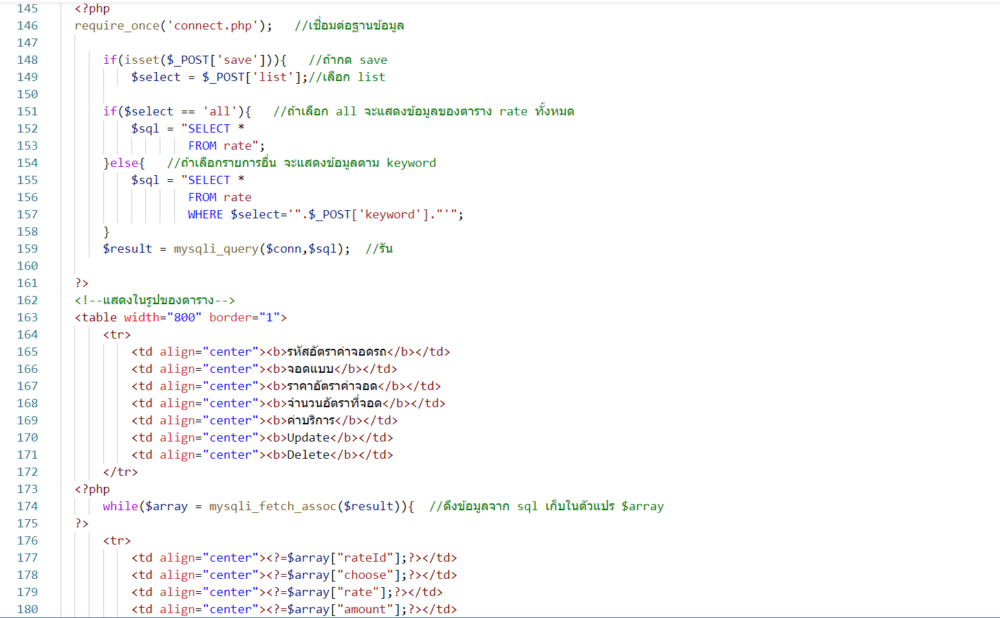 145 <?php
146 require_once('connect.php');   //เชื่อมต่อฐานข้อมูล
147
148     if(isset($_POST['save'])){   //ถ้ากด save
149         $select = $_POST['list'];//เลือก list
150
151     if($select == 'all'){   //ถ้าเลือก all จะแสดงข้อมูลของตาราง rate ทั้งหมด
152         $sql = "SELECT *
153                 FROM rate";
154     }else{   //ถ้าเลือกรายการอื่น จะแสดงข้อมูลตาม keyword
155         $sql = "SELECT *
156                 FROM rate
157                 WHERE $select='".$_POST['keyword']."'";
158     }
159     $result = mysqli_query($conn,$sql);  //รัน
160
161 ?>
162 <!--แสดงในรูปของตาราง-->
163 <table width="800" border="1">
164     <tr>
165         <td align="center"><b>รหัสอัตราค่าจอดรถ</b></td>
166         <td align="center"><b>จอดแบบ</b></td>
167         <td align="center"><b>ราคาอัตราค่าจอด</b></td>
168         <td align="center"><b>จำนวนอัตราที่จอด</b></td>
169         <td align="center"><b>ค่าบริการ</b></td>
170         <td align="center"><b>Update</b></td>
171         <td align="center"><b>Delete</b></td>
172     </tr>
173 <?php
174     while($array = mysqli_fetch_assoc($result)){  //ดึงข้อมูลจาก sql เก็บในตัวแปร $array
175 ?>
176     <tr>
177         <td align="center"><?=$array["rateId"];?></td>
178         <td align="center"><?=$array["choose"];?></td>
179         <td align="center"><?=$array["rate"];?></td>
180         <td align="center"><?=$array["amount"];?></td>